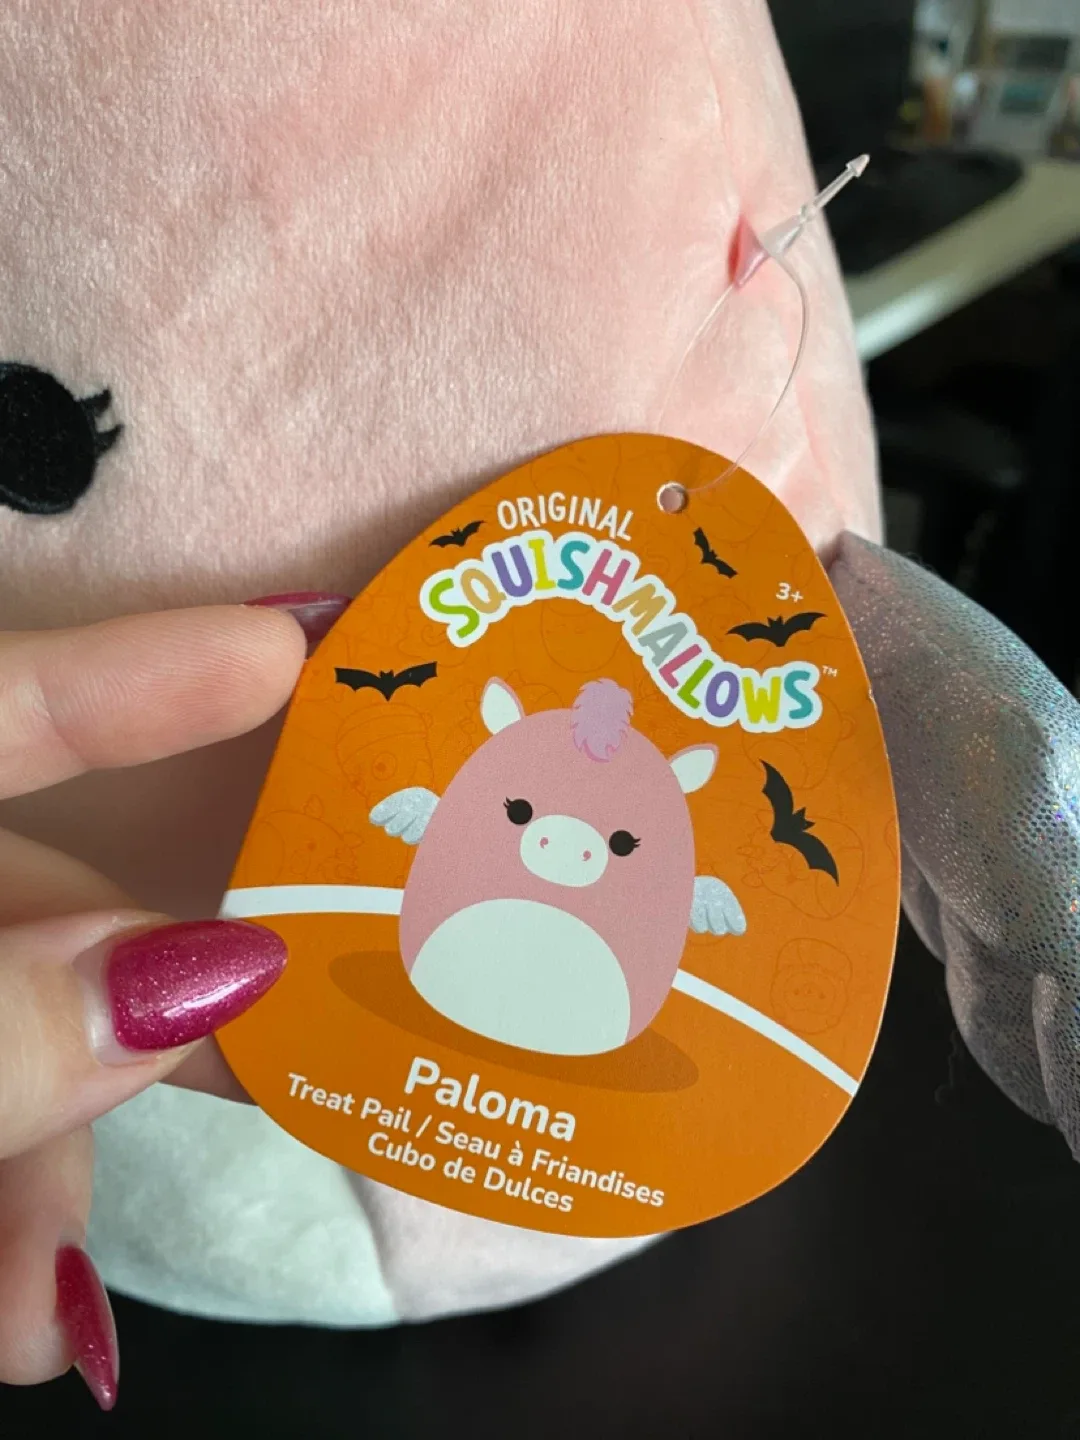 ORIGINAL
SQUISHMALLOWS™
3+
Paloma
Treat Pail / Seau à Friandises
Cubo de Dulces